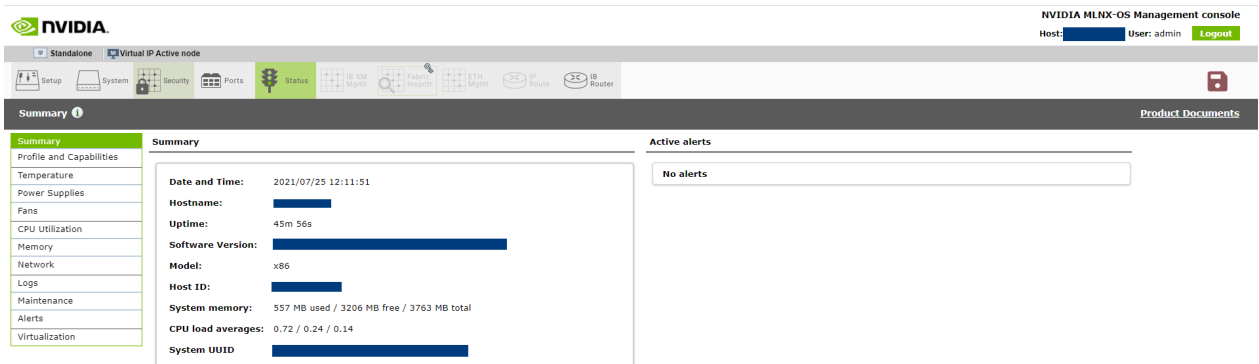 NVIDIA.
NVIDIA MLNX-OS Management console
Host: User: admin Logout
Standalone Virtual IP Active node
Setup System Security Ports Status IB SM Mgmt Fabric Inspctr ETH Mgmt IP Route IB Router
Summary Product Documents
Summary
Profile and Capabilities
Temperature
Power Supplies
Fans
CPU Utilization
Memory
Network
Logs
Maintenance
Alerts
Virtualization
Summary
Date and Time: 2021/07/25 12:11:51
Hostname:
Uptime: 45m 56s
Software Version:
Model: x86
Host ID:
System memory: 557 MB used / 3206 MB free / 3763 MB total
CPU load averages: 0.72 / 0.24 / 0.14
System UUID
Active alerts
No alerts